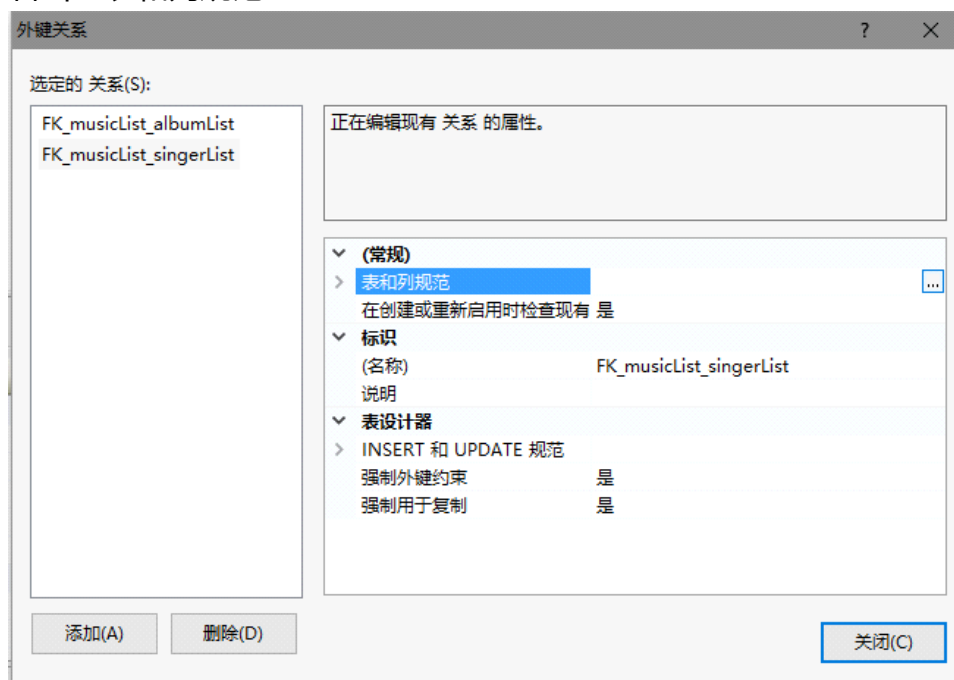 外键关系
? ×
选定的 关系(S):
FK_musicList_albumList
FK_musicList_singerList
正在编辑现有 关系 的属性。
(常规)
表和列规范 ...
在创建或重新启用时检查现有 是
标识
(名称) FK_musicList_singerList
说明
表设计器
INSERT 和 UPDATE 规范
强制外键约束 是
强制用于复制 是
添加(A) 删除(D)
关闭(C)